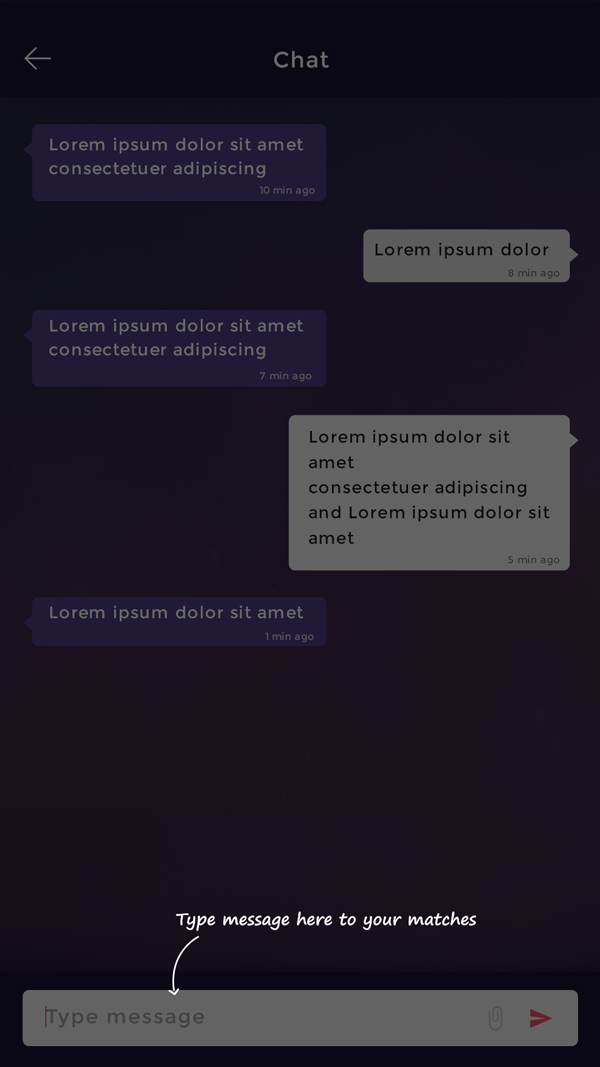 Chat
Lorem ipsum dolor sit amet
consectetuer adipiscing
10 min ago
Lorem ipsum dolor
8 min ago
Lorem ipsum dolor sit amet
consectetuer adipiscing
7 min ago
Lorem ipsum dolor sit
amet
consectetuer adipiscing
and Lorem ipsum dolor sit
amet
5 min ago
Lorem ipsum dolor sit amet
1 min ago
Type message here to your matches
Type message